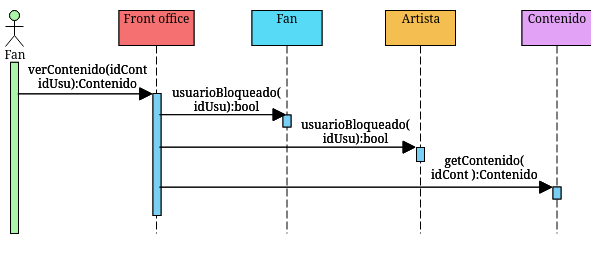 Front office
Fan
Artista
Contenido
Fan
verContenido(idCont
idUsu):Contenido
usuarioBloqueado(
idUsu):bool
usuarioBloqueado(
idUsu):bool
getContenido(
idCont ):Contenido